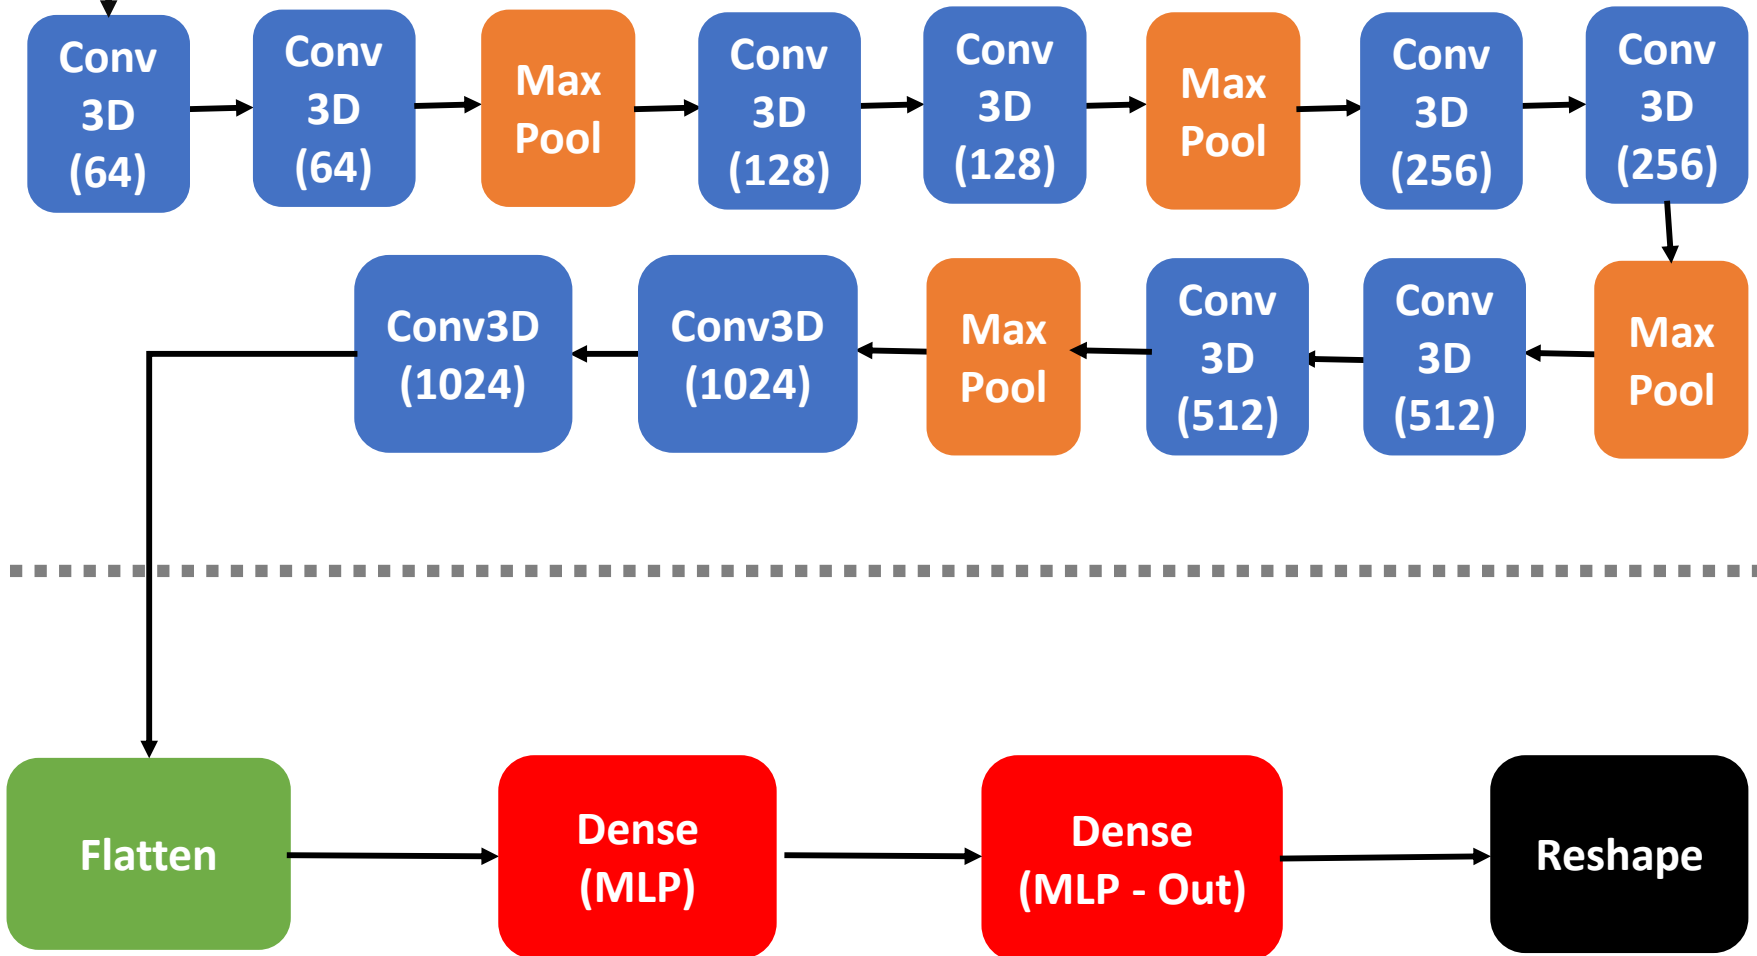 Conv
3D
(64)
Conv
3D
(64)
Max
Pool
Conv
3D
(128)
Conv
3D
(128)
Max
Pool
Conv
3D
(256)
Conv
3D
(256)
Max
Pool
Conv
3D
(512)
Conv
3D
(512)
Max
Pool
Conv3D
(1024)
Conv3D
(1024)
Flatten
Dense
(MLP)
Dense
(MLP - Out)
Reshape